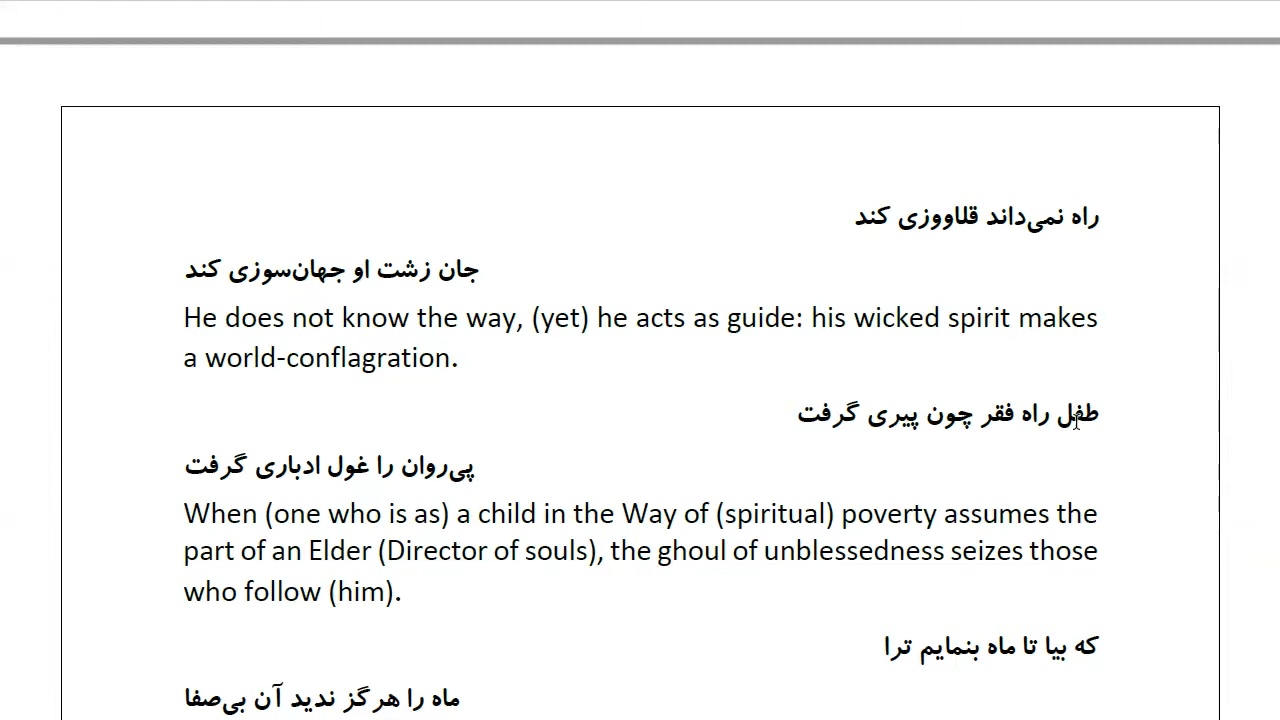 راه نمی‌داند قلاووزی کند
جان زشت او جهان‌سوزی کند
He does not know the way, (yet) he acts as guide: his wicked spirit makes
a world-conflagration.
طفل راه فقر چون پیری گرفت
پی‌روان را غول ادباری گرفت
When (one who is as) a child in the Way of (spiritual) poverty assumes the
part of an Elder (Director of souls), the ghoul of unblessedness seizes those
who follow (him).
که بیا تا ماه بنمایم ترا
ماه را هرگز ندید آن بی‌صفا